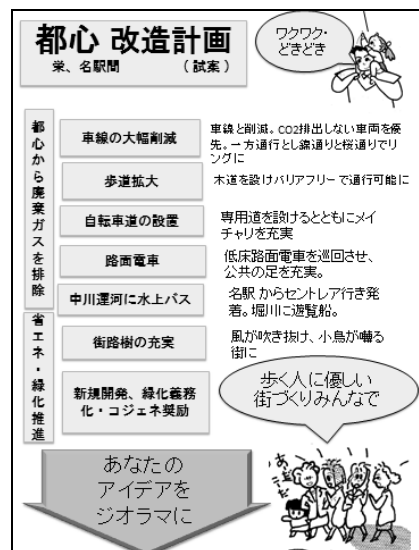 都心 改造計画
栄、名駅間 (試案)
ワクワク・
どきどき
都心から廃棄ガスを排除
車線の大幅削減
車線と削減。CO2排出しない車両を優
先。一方通行とし錦通りと桜通りでリ
ングに
歩道拡大
木道を設けバリアフリーで通行可能に
自転車道の設置
専用道を設けるとともにメイ
チャリを充実
路面電車
低床路面電車を巡回させ、
公共の足を充実。
中川運河に水上バス
名駅 からセントレア行き発
着。堀川に遊覧船。
省エネ・緑化推進
街路樹の充実
風が吹き抜け、小鳥が囀る
街に
新規開発、緑化義務
化・コジェネ奨励
歩く人に優しい
街づくりみんなで
あなたの
アイデアを
ジオラマに